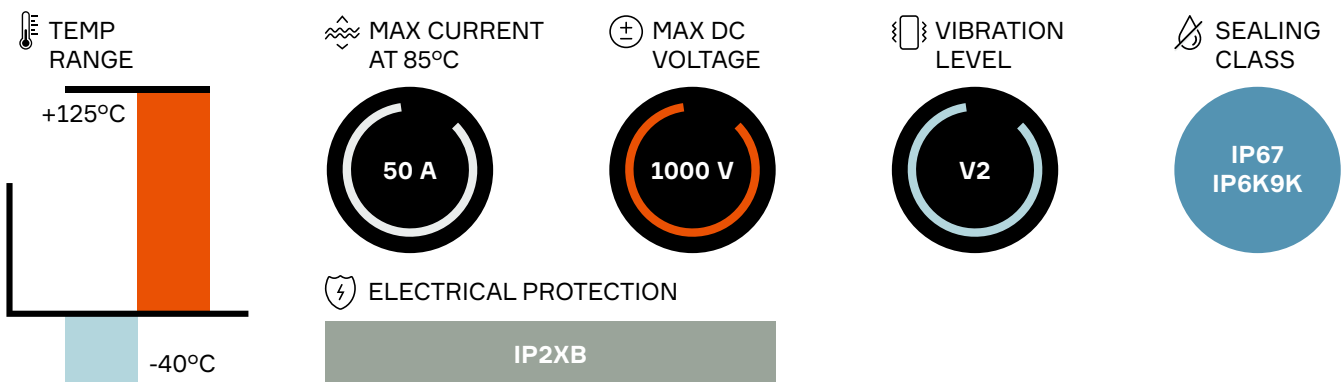 TEMP
RANGE
+125°C
-40°C
MAX CURRENT
AT 85°C
50 A
MAX DC
VOLTAGE
1000 V
VIBRATION
LEVEL
V2
SEALING
CLASS
IP67
IP6K9K
ELECTRICAL PROTECTION
IP2XB